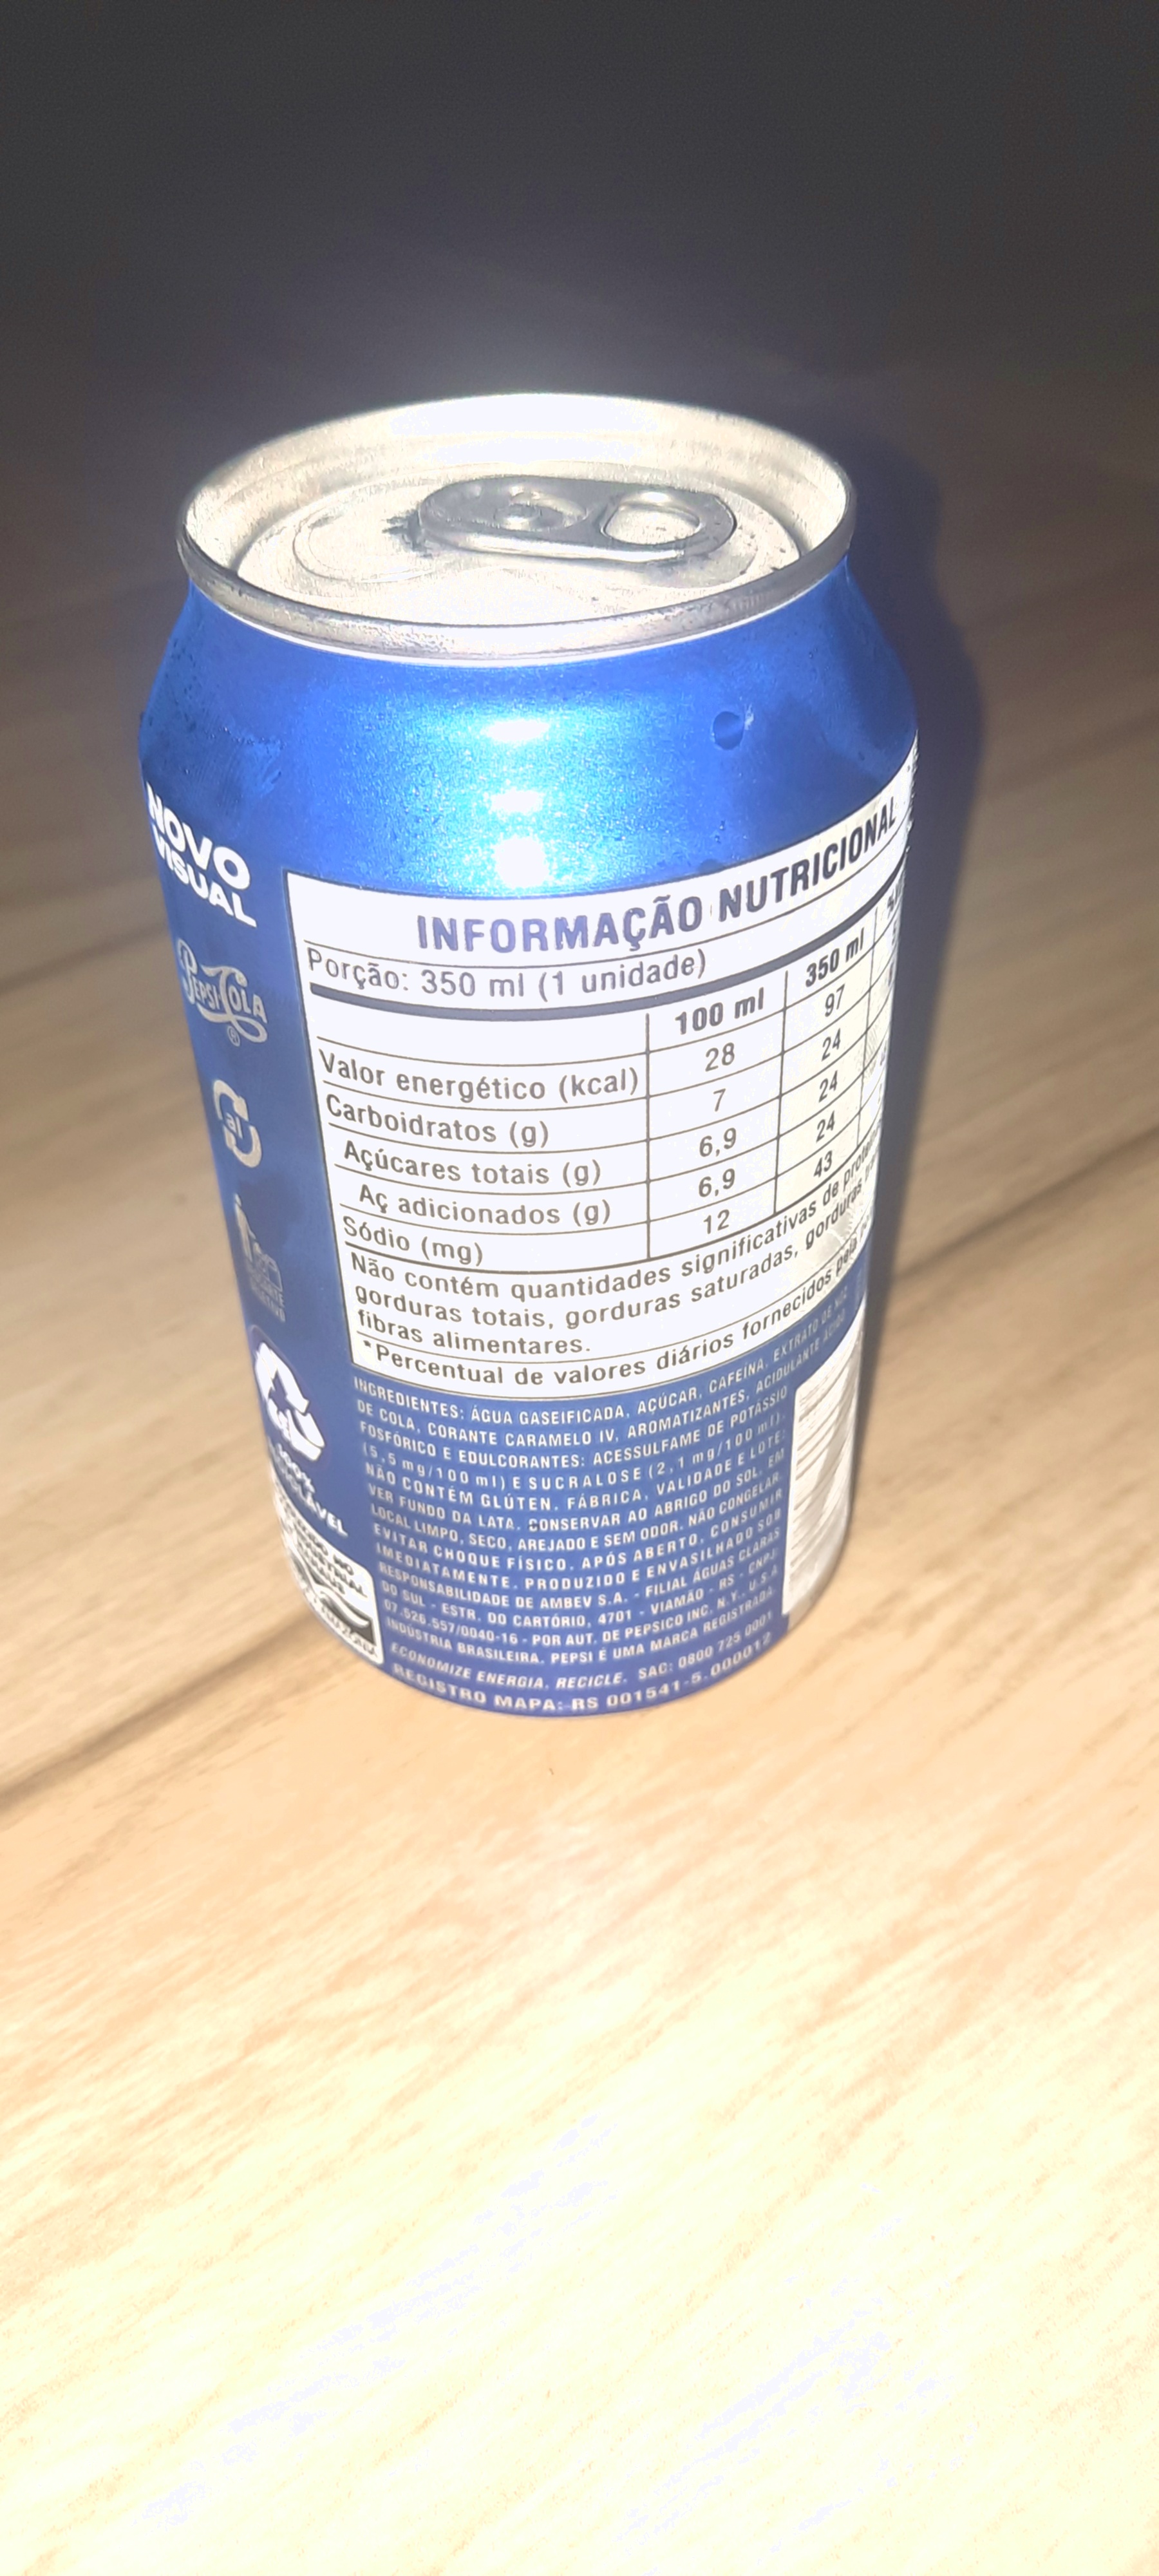 NOVO
VISUAL
PEPSI-COLA
®
al
INFORMAÇÃO NUTRICIONAL
Porção: 350 ml (1 unidade)
100 ml 350 ml
Valor energético (kcal) 28 97
Carboidratos (g) 7 24
Açúcares totais (g) 6,9 24
Aç adicionados (g) 6,9 24
Sódio (mg) 12 43
Não contém quantidades significativas de
gorduras totais, gorduras saturadas, gorduras
fibras alimentares.
*Percentual de valores diários fornecidos pela
INGREDIENTES: ÁGUA GASEIFICADA, AÇÚCAR, CAFEÍNA, EXTRATO DE NOZ
DE COLA, CORANTE CARAMELO IV, AROMATIZANTES, ACIDULANTE ÁCIDO
FOSFÓRICO E EDULCORANTES: ACESSULFAME DE POTÁSSIO
(5,5 mg/100 ml) E SUCRALOSE (2,1 mg/100 ml).
NÃO CONTÉM GLÚTEN. FÁBRICA, VALIDADE E LOTE:
VER FUNDO DA LATA. CONSERVAR AO ABRIGO DO SOL, EM
LOCAL LIMPO, SECO, AREJADO E SEM ODOR. NÃO CONGELAR.
EVITAR CHOQUE FÍSICO. APÓS ABERTO, CONSUMIR
IMEDIATAMENTE. PRODUZIDO E ENVASILHADO SOB
RESPONSABILIDADE DE AMBEV S.A. - FILIAL ÁGUAS CLARAS
DO SUL - ESTR. DO CARTÓRIO, 4701 - VIAMÃO - RS - CNPJ:
07.526.557/0040-16 - POR AUT. DE PEPSICO INC. N.Y. U.S.A
INDÚSTRIA BRASILEIRA. PEPSI É UMA MARCA REGISTRADA.
ECONOMIZE ENERGIA. RECICLE. SAC: 0800 725 0001
REGISTRO MAPA: RS 001541-5.000012
al
100%